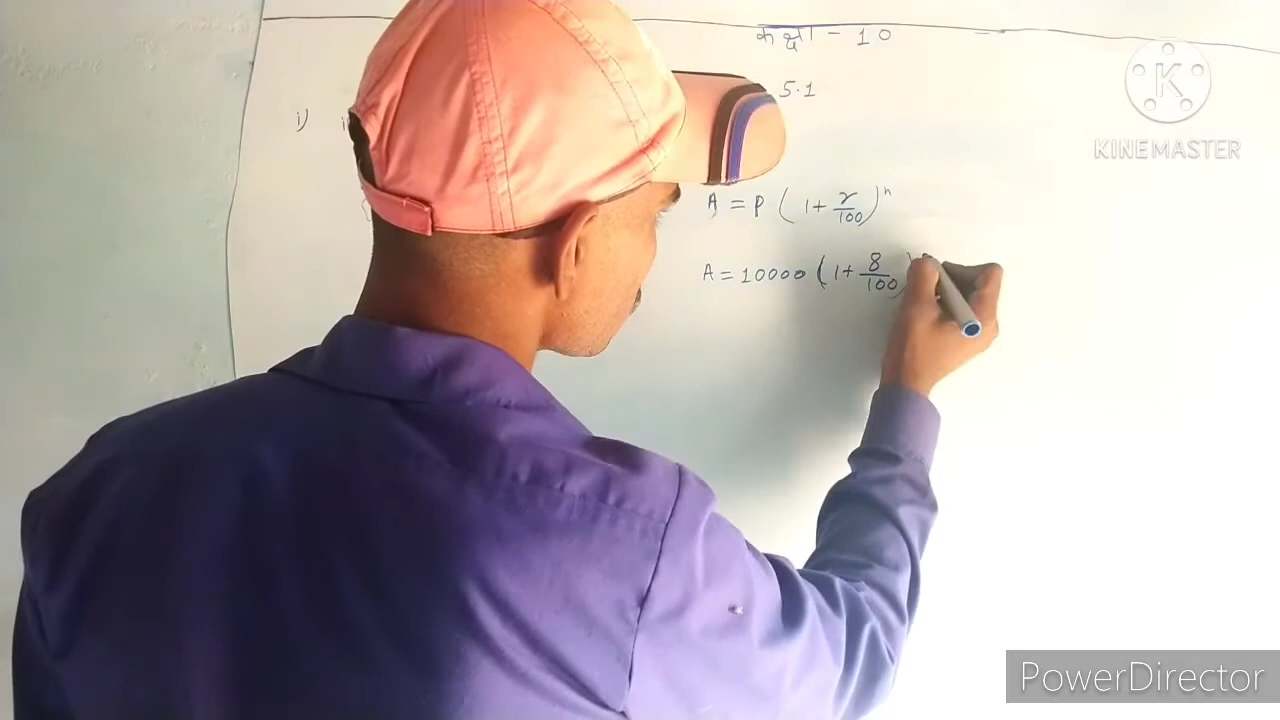 कक्षा - 10
5.1
i)
A = P ( 1 + r/100 )^n
A = 10000 ( 1 + 8/100 )
K
KINEMASTER
PowerDirector